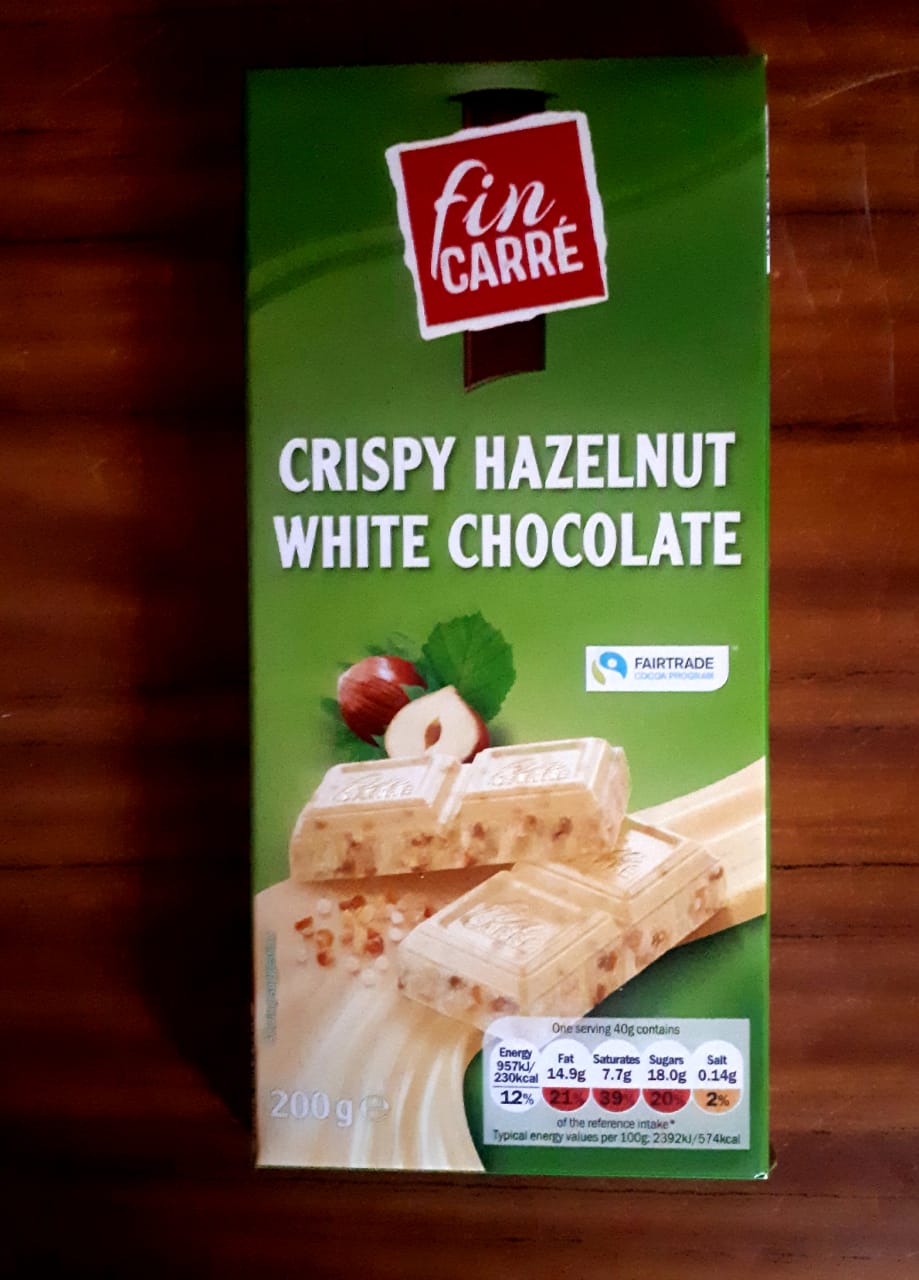 fin
CARRÉ
CRISPY HAZELNUT
WHITE CHOCOLATE
FAIRTRADE
COCOA PROGRAM
One serving 40g contains
Energy Fat Saturates Sugars Salt
957kJ/
230kcal 14.9g 7.7g 18.0g 0.14g
12% 21% 39% 20% 2%
of the reference intake*
Typical energy values per 100g: 2392kJ/574kcal
200 g e